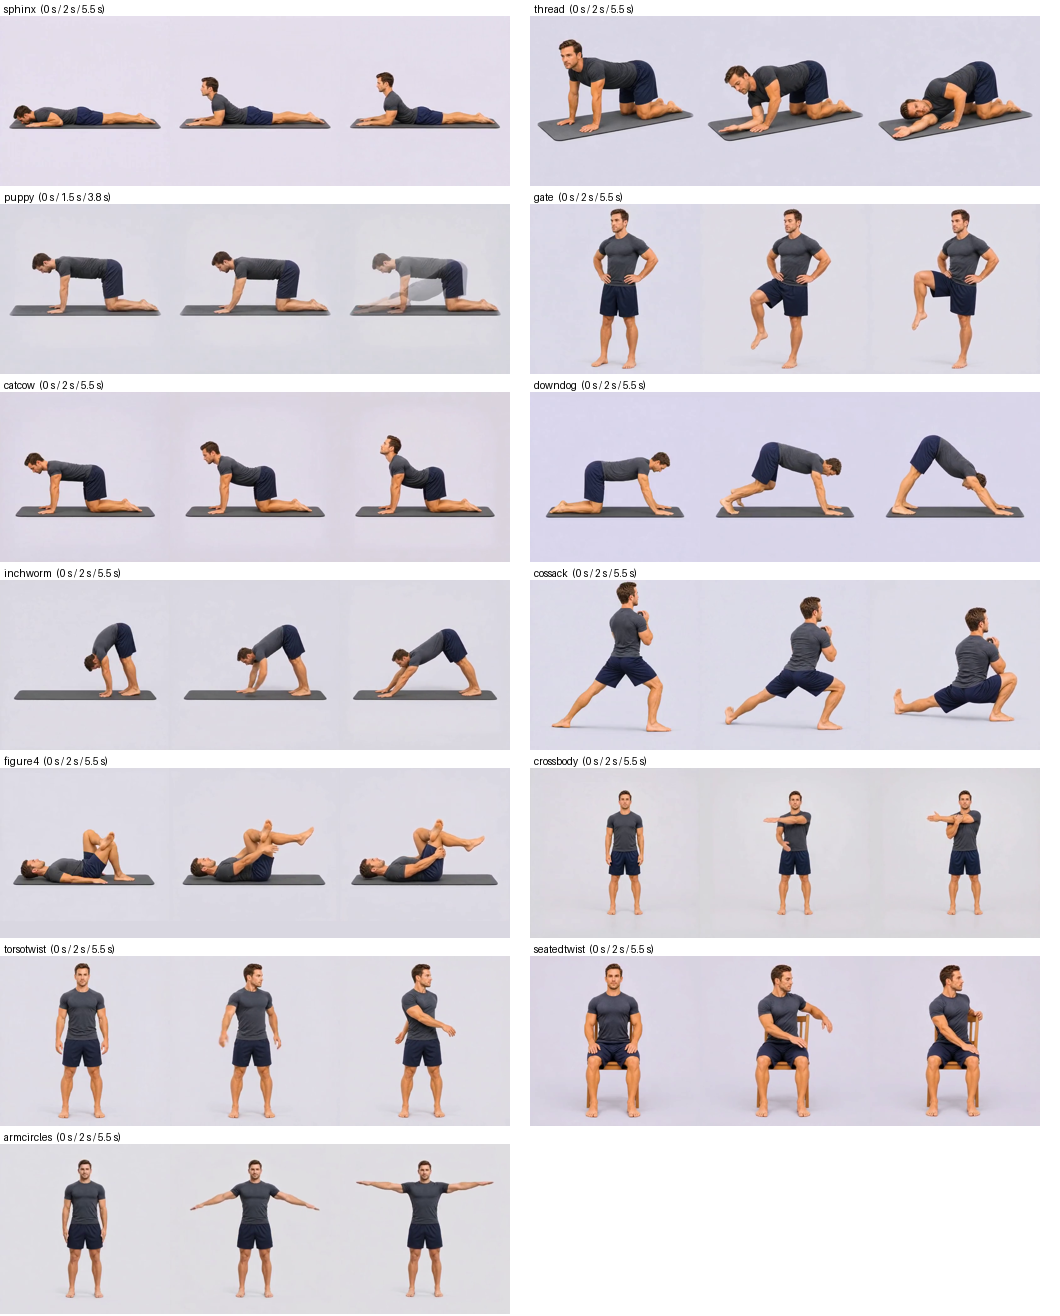 sphinx (0 s / 2 s / 5.5 s)
thread (0 s / 2 s / 5.5 s)
puppy (0 s / 1.5 s / 3.8 s)
gate (0 s / 2 s / 5.5 s)
catcow (0 s / 2 s / 5.5 s)
downdog (0 s / 2 s / 5.5 s)
inchworm (0 s / 2 s / 5.5 s)
cossack (0 s / 2 s / 5.5 s)
figure4 (0 s / 2 s / 5.5 s)
crossbody (0 s / 2 s / 5.5 s)
torsotwist (0 s / 2 s / 5.5 s)
seatedtwist (0 s / 2 s / 5.5 s)
armcircles (0 s / 2 s / 5.5 s)